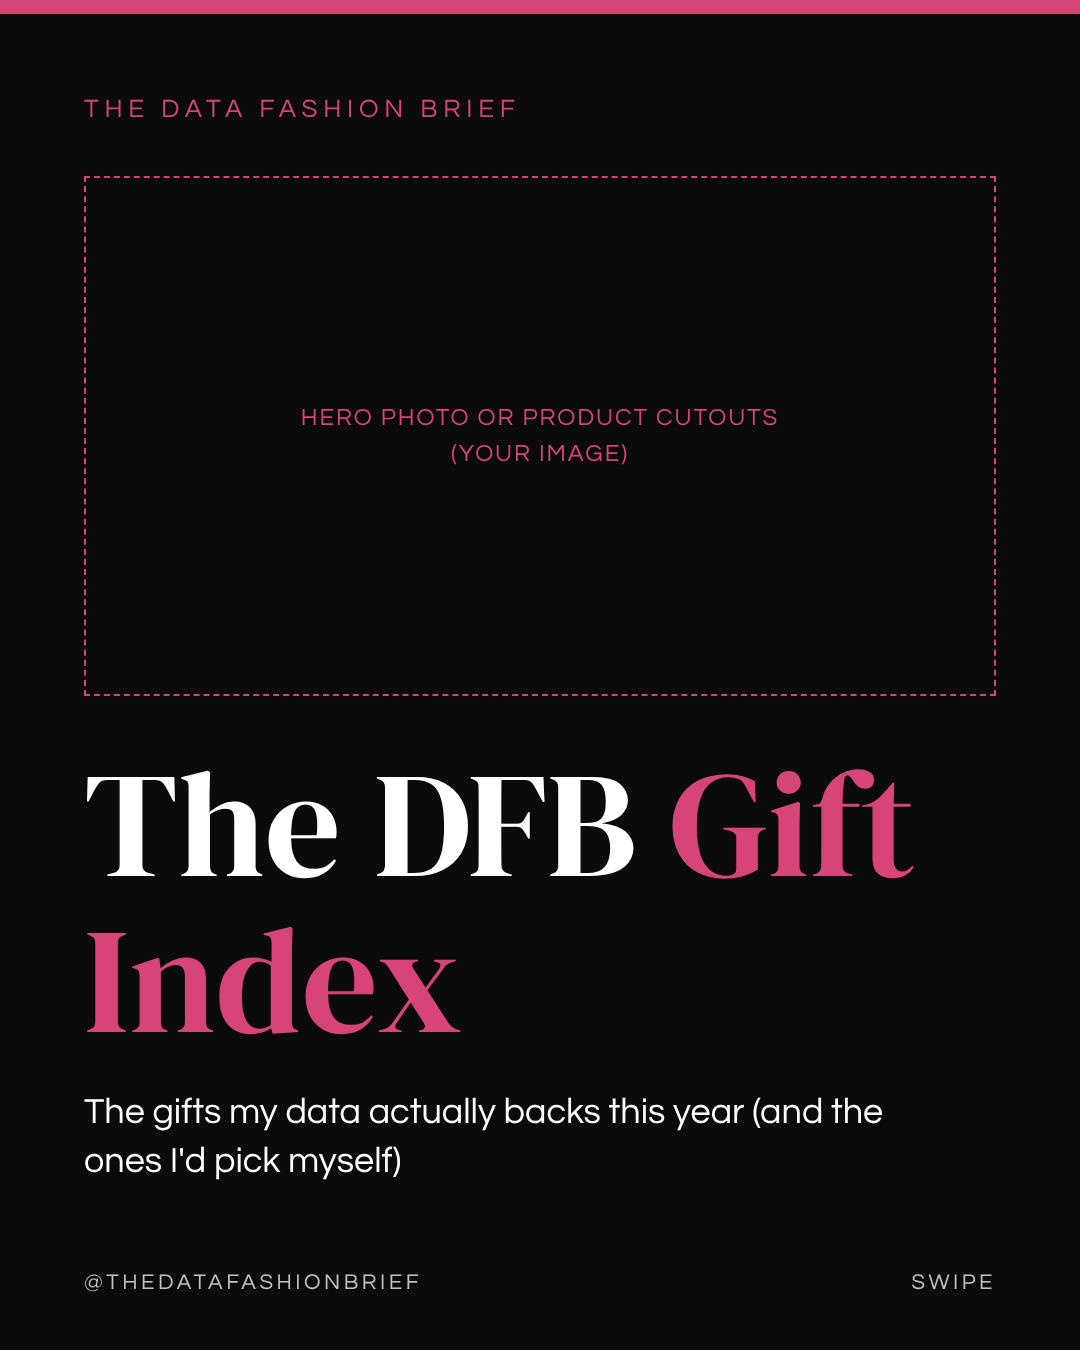 THE DATA FASHION BRIEF
HERO PHOTO OR PRODUCT CUTOUTS
(YOUR IMAGE)
The DFB Gift
Index
The gifts my data actually backs this year (and the
ones I'd pick myself)
@THEDATAFASHIONBRIEF
SWIPE